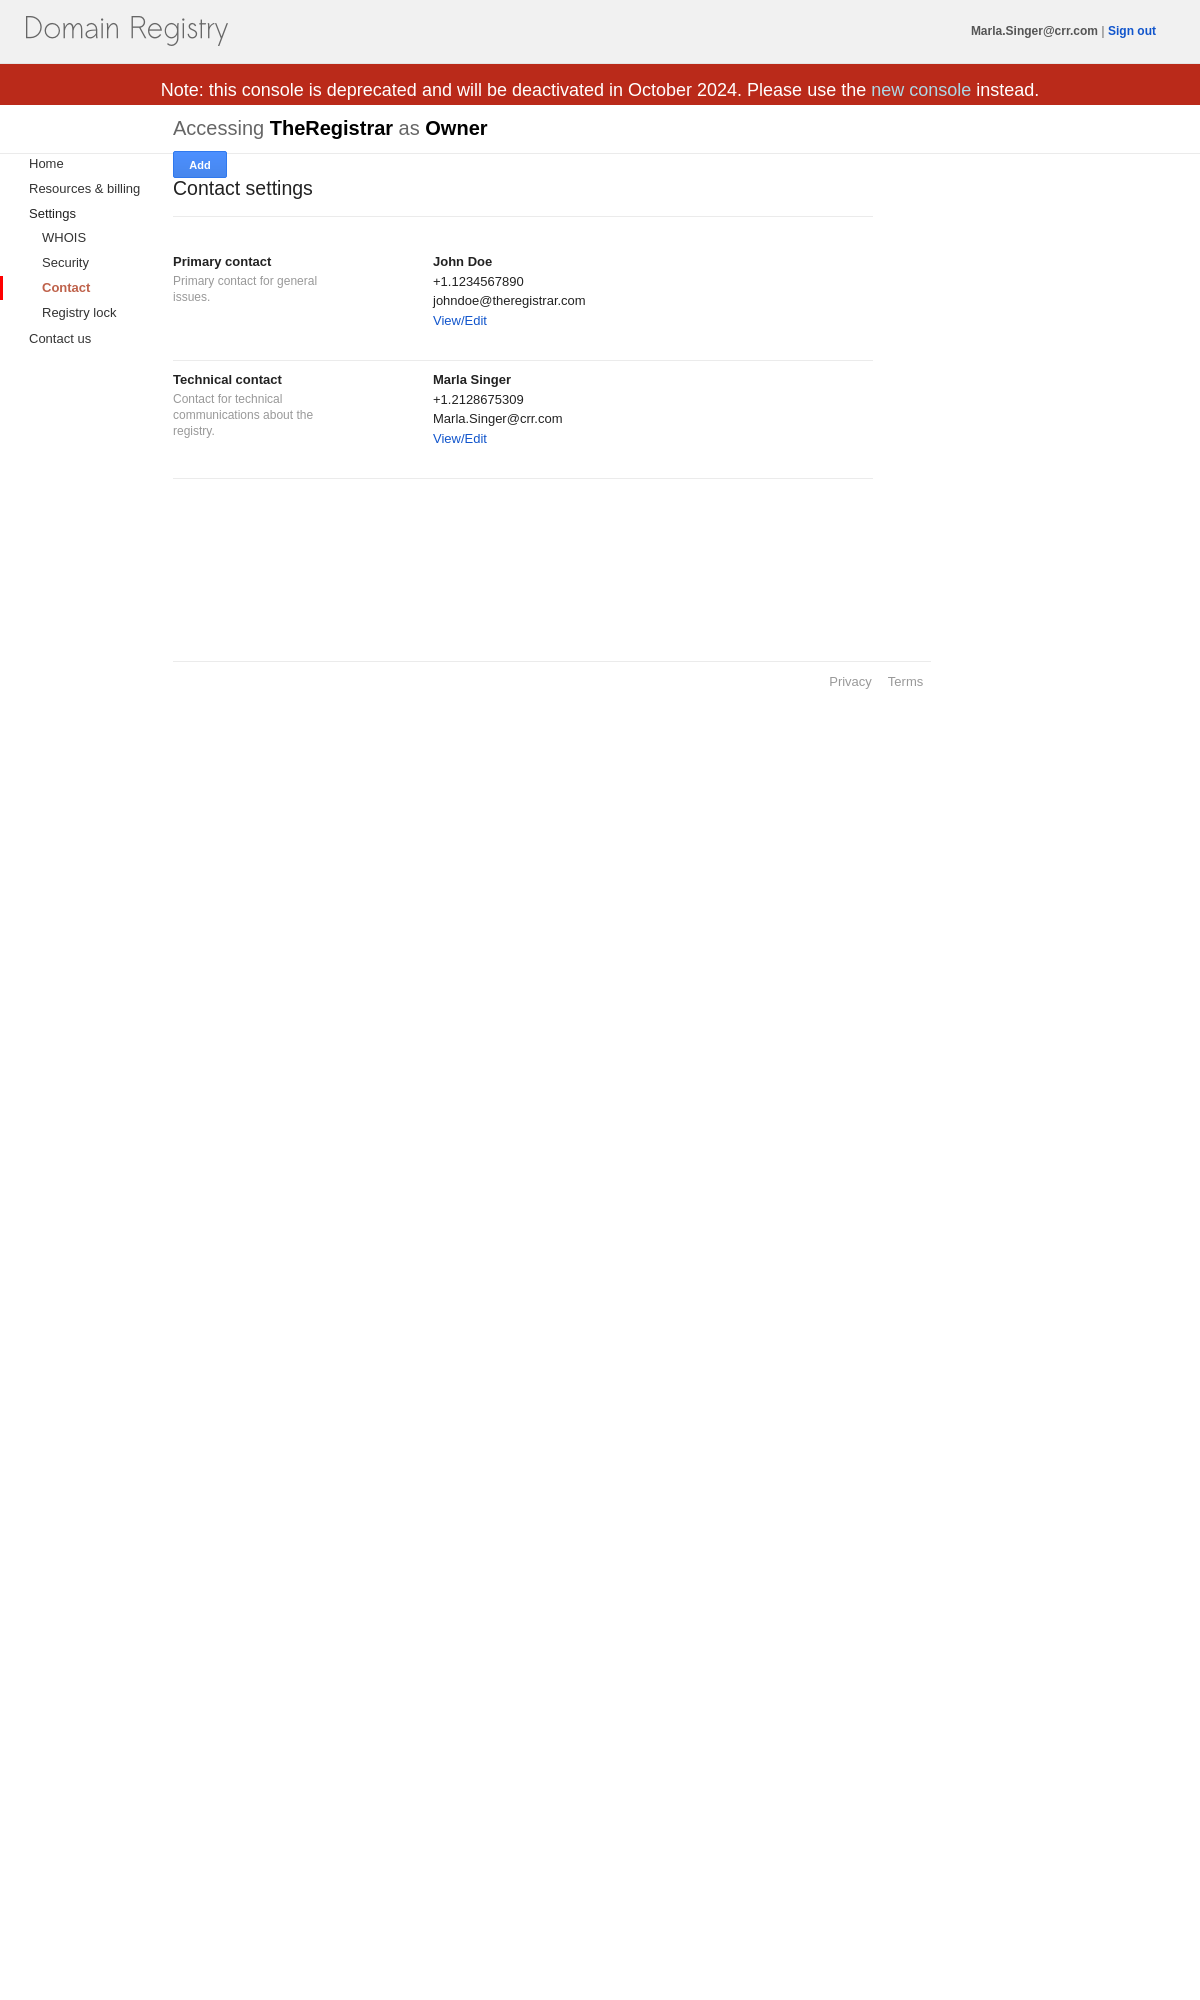 Domain Registry
Marla.Singer@crr.com | Sign out
Note: this console is deprecated and will be deactivated in October 2024. Please use the new console instead.
Accessing TheRegistrar as Owner
Add
Home
Resources & billing
Settings
WHOIS
Security
Contact
Registry lock
Contact us
Contact settings
Primary contact
Primary contact for general
issues.
John Doe
+1.1234567890
johndoe@theregistrar.com
View/Edit
Technical contact
Contact for technical
communications about the
registry.
Marla Singer
+1.2128675309
Marla.Singer@crr.com
View/Edit
Privacy Terms